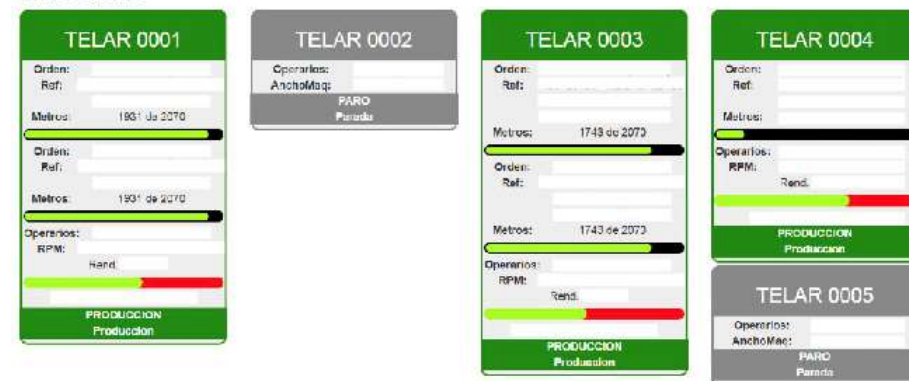 TELAR 0001
Orden:
Ref:
Metros: 1931 de 2070
Orden:
Ref:
Metros: 1931 de 2070
Operarios:
RPM:
Rend.
PRODUCCION
Produccion
TELAR 0002
Operarios:
AnchoMaq:
PARO
Parada
TELAR 0003
Orden:
Ref:
Metros: 1743 de 2070
Orden:
Ref:
Metros: 1743 de 2070
Operarios:
RPM:
Rend.
PRODUCCION
Produccion
TELAR 0004
Orden:
Ref:
Metros:
Operarios:
RPM:
Rend.
PRODUCCION
Produccion
TELAR 0005
Operarios:
AnchoMaq:
PARO
Parada